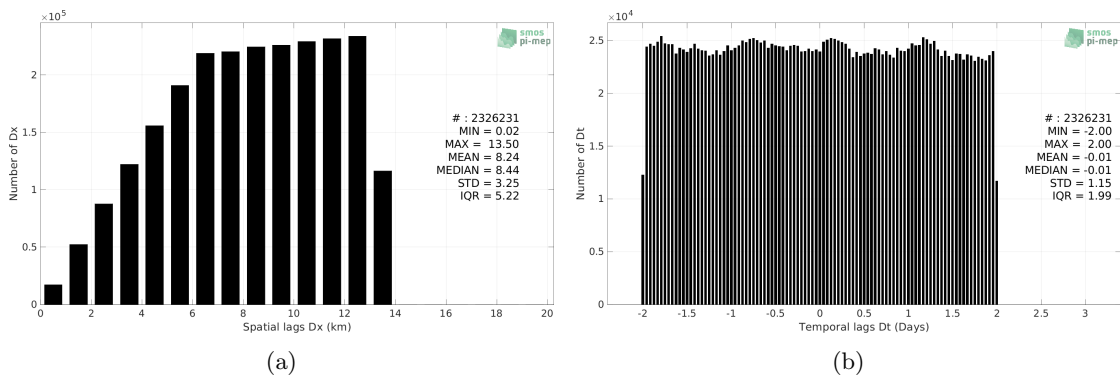 ×10⁵
2
1.5
1
0.5
0
0 2 4 6 8 10 12 14 16 18 20
Number of Dx
Spatial lags Dx (km)
smos
pi-mep
# : 2326231
MIN = 0.02
MAX = 13.50
MEAN = 8.24
MEDIAN = 8.44
STD = 3.25
IQR = 5.22
(a)
×10⁴
2.5
2
1.5
1
0.5
0
-2 -1.5 -1 -0.5 0 0.5 1 1.5 2 2.5 3
Number of Dt
Temporal lags Dt (Days)
smos
pi-mep
# : 2326231
MIN = -2.00
MAX = 2.00
MEAN = -0.01
MEDIAN = -0.01
STD = 1.15
IQR = 1.99
(b)